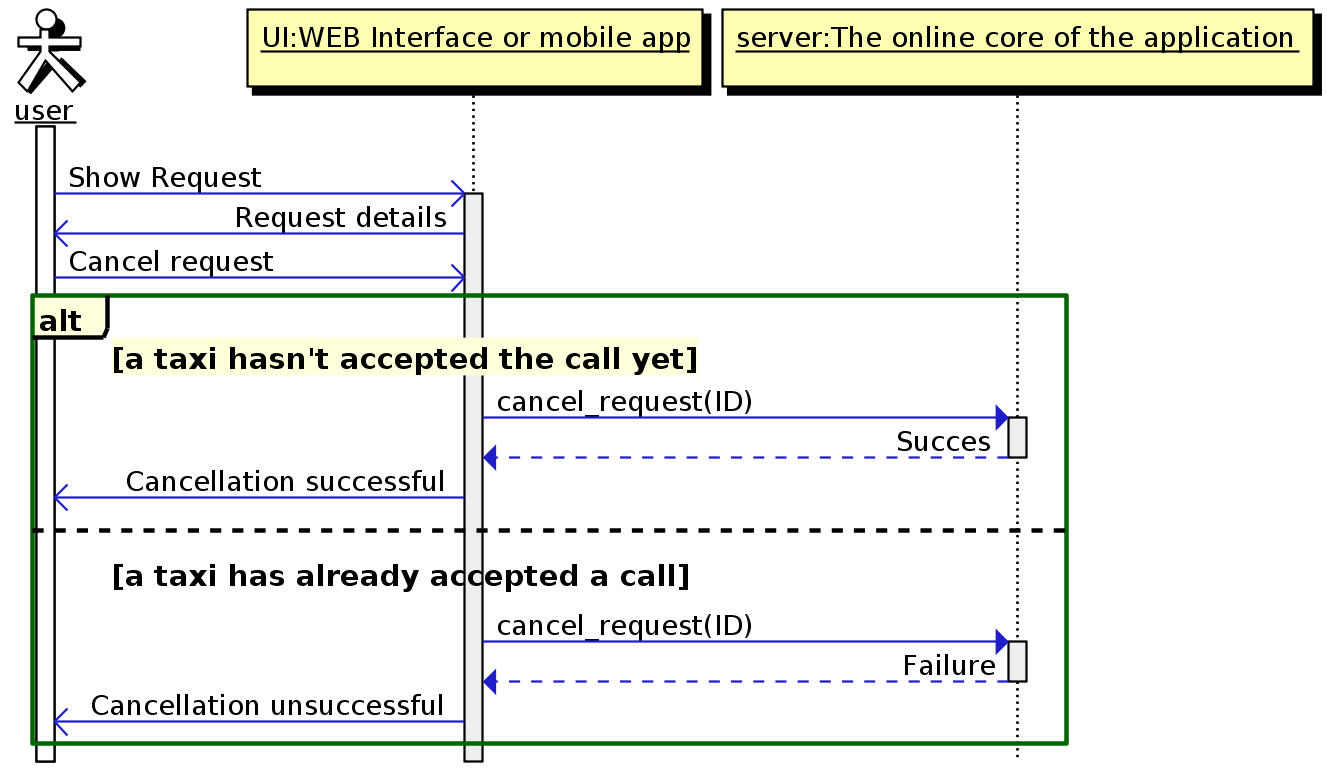 UI:WEB Interface or mobile app
server:The online core of the application
user
Show Request
Request details
Cancel request
alt
[a taxi hasn't accepted the call yet]
cancel_request(ID)
Succes
Cancellation successful
[a taxi has already accepted a call]
cancel_request(ID)
Failure
Cancellation unsuccessful